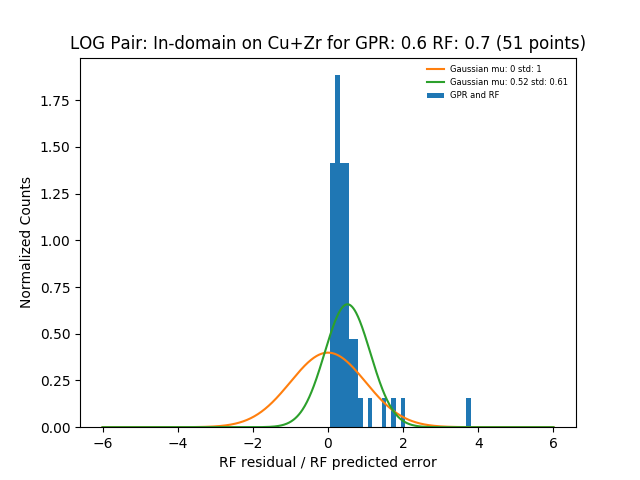 LOG Pair: In-domain on Cu+Zr for GPR: 0.6 RF: 0.7 (51 points)
Gaussian mu: 0 std: 1
Gaussian mu: 0.52 std: 0.61
GPR and RF
Normalized Counts
1.75
1.50
1.25
1.00
0.75
0.50
0.25
0.00
−6 −4 −2 0 2 4 6
RF residual / RF predicted error